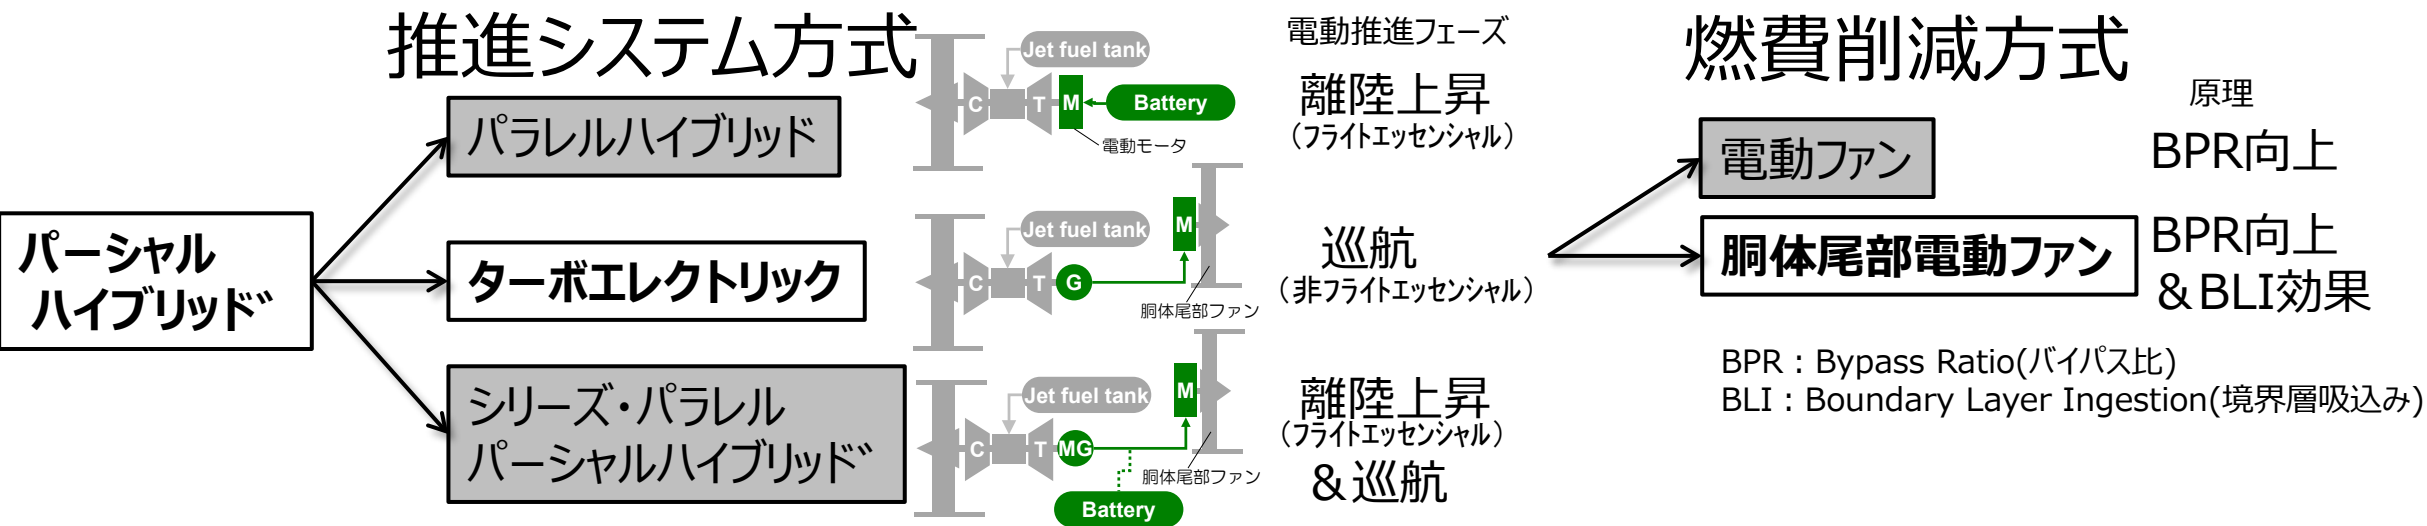 推進システム方式
電動推進フェーズ
燃費削減方式
原理
パーシャル
ハイブリッド
パラレルハイブリッド
Jet fuel tank
C
T
M
Battery
電動モータ
離陸上昇
(フライトエッセンシャル)
ターボエレクトリック
Jet fuel tank
C
T
G
M
胴体尾部ファン
巡航
(非フライトエッセンシャル)
シリーズ・パラレル
パーシャルハイブリッド
Jet fuel tank
C
T
MG
M
Battery
胴体尾部ファン
離陸上昇
(フライトエッセンシャル)
&巡航
電動ファン
BPR向上
胴体尾部電動ファン
BPR向上
&BLI効果
BPR:Bypass Ratio(バイパス比)
BLI:Boundary Layer Ingestion(境界層吸込み)